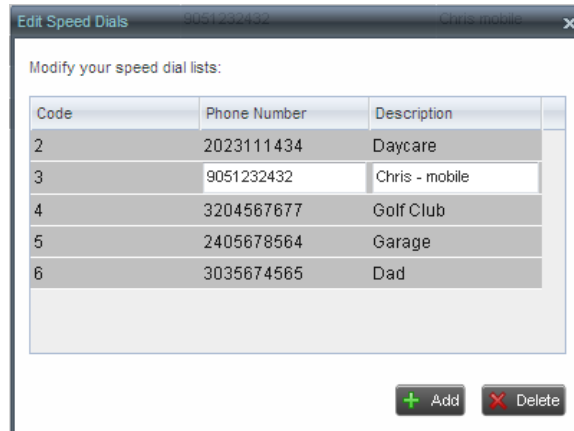 Edit Speed Dials 9051232432 Chris mobile x
Modify your speed dial lists:
Code Phone Number Description
2 2023111434 Daycare
3 9051232432 Chris - mobile
4 3204567677 Golf Club
5 2405678564 Garage
6 3035674565 Dad
Add Delete